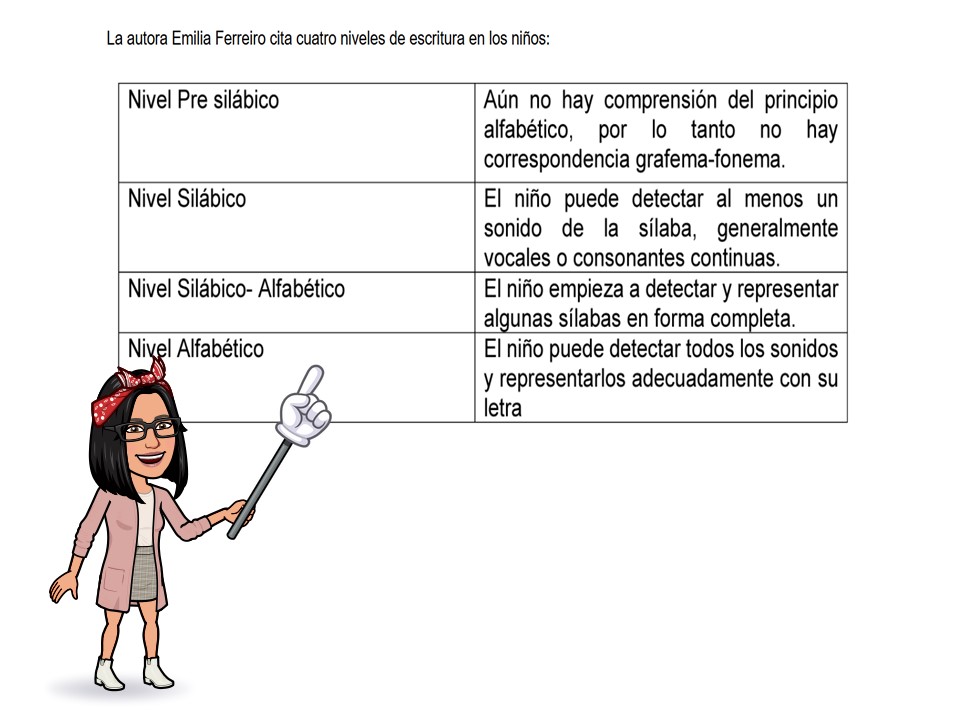 La autora Emilia Ferreiro cita cuatro niveles de escritura en los niños:
Nivel Pre silábico
Aún no hay comprensión del principio
alfabético, por lo tanto no hay
correspondencia grafema-fonema.
Nivel Silábico
El niño puede detectar al menos un
sonido de la sílaba, generalmente
vocales o consonantes continuas.
Nivel Silábico- Alfabético
El niño empieza a detectar y representar
algunas sílabas en forma completa.
Nivel Alfabético
El niño puede detectar todos los sonidos
y representarlos adecuadamente con su
letra